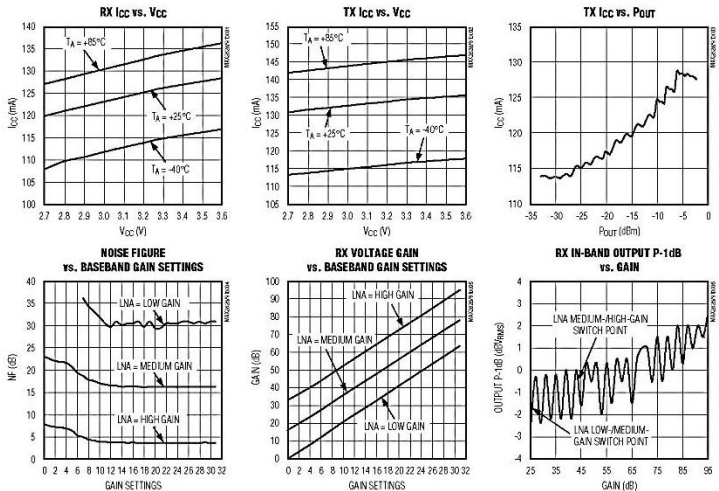 RX ICC vs. VCC
140
135
130
125
120
115
110
105
100
ICC (mA)
TA = +85°C
TA = +25°C
TA = -40°C
2.7 2.8 2.9 3.0 3.1 3.2 3.3 3.4 3.5 3.6
VCC (V)
TX ICC vs. VCC
155
150
145
140
135
130
125
120
115
110
105
ICC (mA)
TA = +85°C
TA = +25°C
TA = -40°C
2.7 2.8 2.9 3.0 3.1 3.2 3.3 3.4 3.5 3.6
VCC (V)
TX ICC vs. POUT
135
130
125
120
115
110
ICC (mA)
-35 -30 -25 -20 -15 -10 -5 0
POUT (dBm)
NOISE FIGURE
vs. BASEBAND GAIN SETTINGS
40
35
30
25
20
15
10
5
0
NF (dB)
LNA = LOW GAIN
LNA = MEDIUM GAIN
LNA = HIGH GAIN
0 2 4 6 8 10 12 14 16 18 20 22 24 26 28 30 32
GAIN SETTINGS
RX VOLTAGE GAIN
vs. BASEBAND GAIN SETTINGS
100
90
80
70
60
50
40
30
20
10
0
GAIN (dB)
LNA = HIGH GAIN
LNA = MEDIUM GAIN
LNA = LOW GAIN
0 2 4 6 8 10 12 14 16 18 20 22 24 26 28 30 32
GAIN SETTINGS
RX IN-BAND OUTPUT P-1dB
vs. GAIN
4
3
2
1
0
-1
-2
-3
-4
OUTPUT P-1dB (dBVRMS)
LNA MEDIUM-/HIGH-GAIN
SWITCH POINT
LNA LOW-/MEDIUM-
GAIN SWITCH POINT
25 35 45 55 65 75 85 95
GAIN (dB)